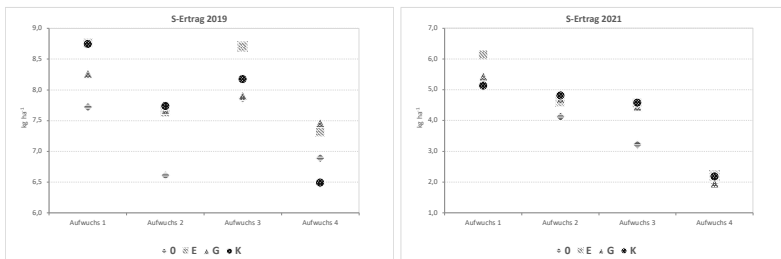 S-Ertrag 2019
9,0
8,5
8,0
7,5
7,0
6,5
6,0
kg ha⁻¹
Aufwuchs 1 Aufwuchs 2 Aufwuchs 3 Aufwuchs 4
0 E G K
S-Ertrag 2021
7,0
6,0
5,0
4,0
3,0
2,0
1,0
kg ha⁻¹
Aufwuchs 1 Aufwuchs 2 Aufwuchs 3 Aufwuchs 4
0 E G K